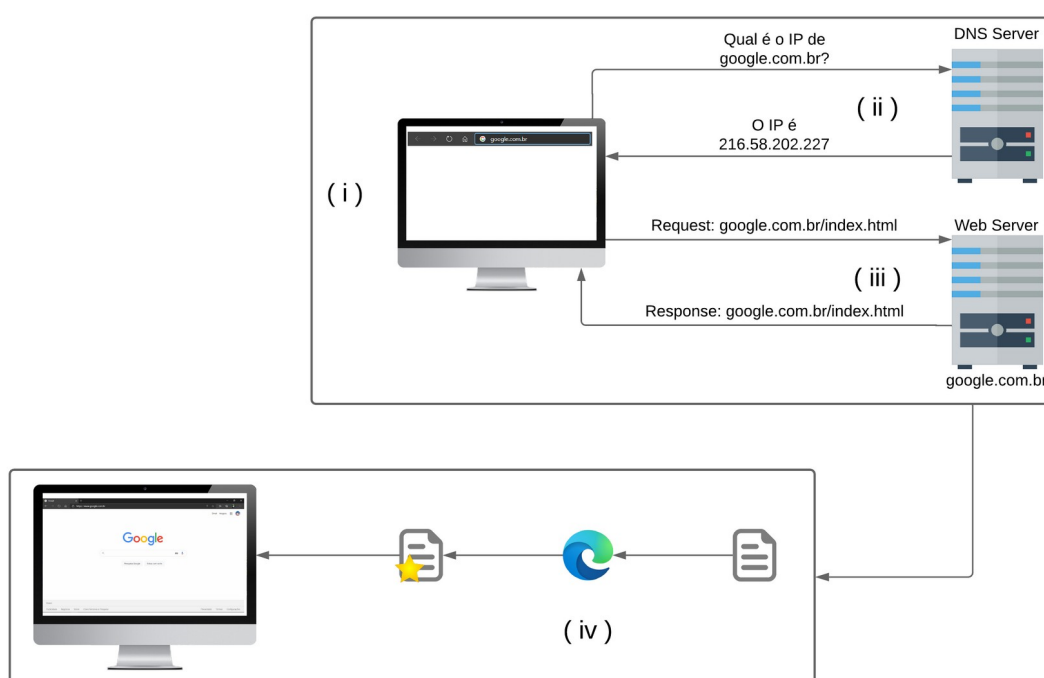 Qual é o IP de
google.com.br?
DNS Server
( ii )
O IP é
216.58.202.227
google.com.br
( i )
Request: google.com.br/index.html
Web Server
( iii )
Response: google.com.br/index.html
google.com.br
Google
( iv )